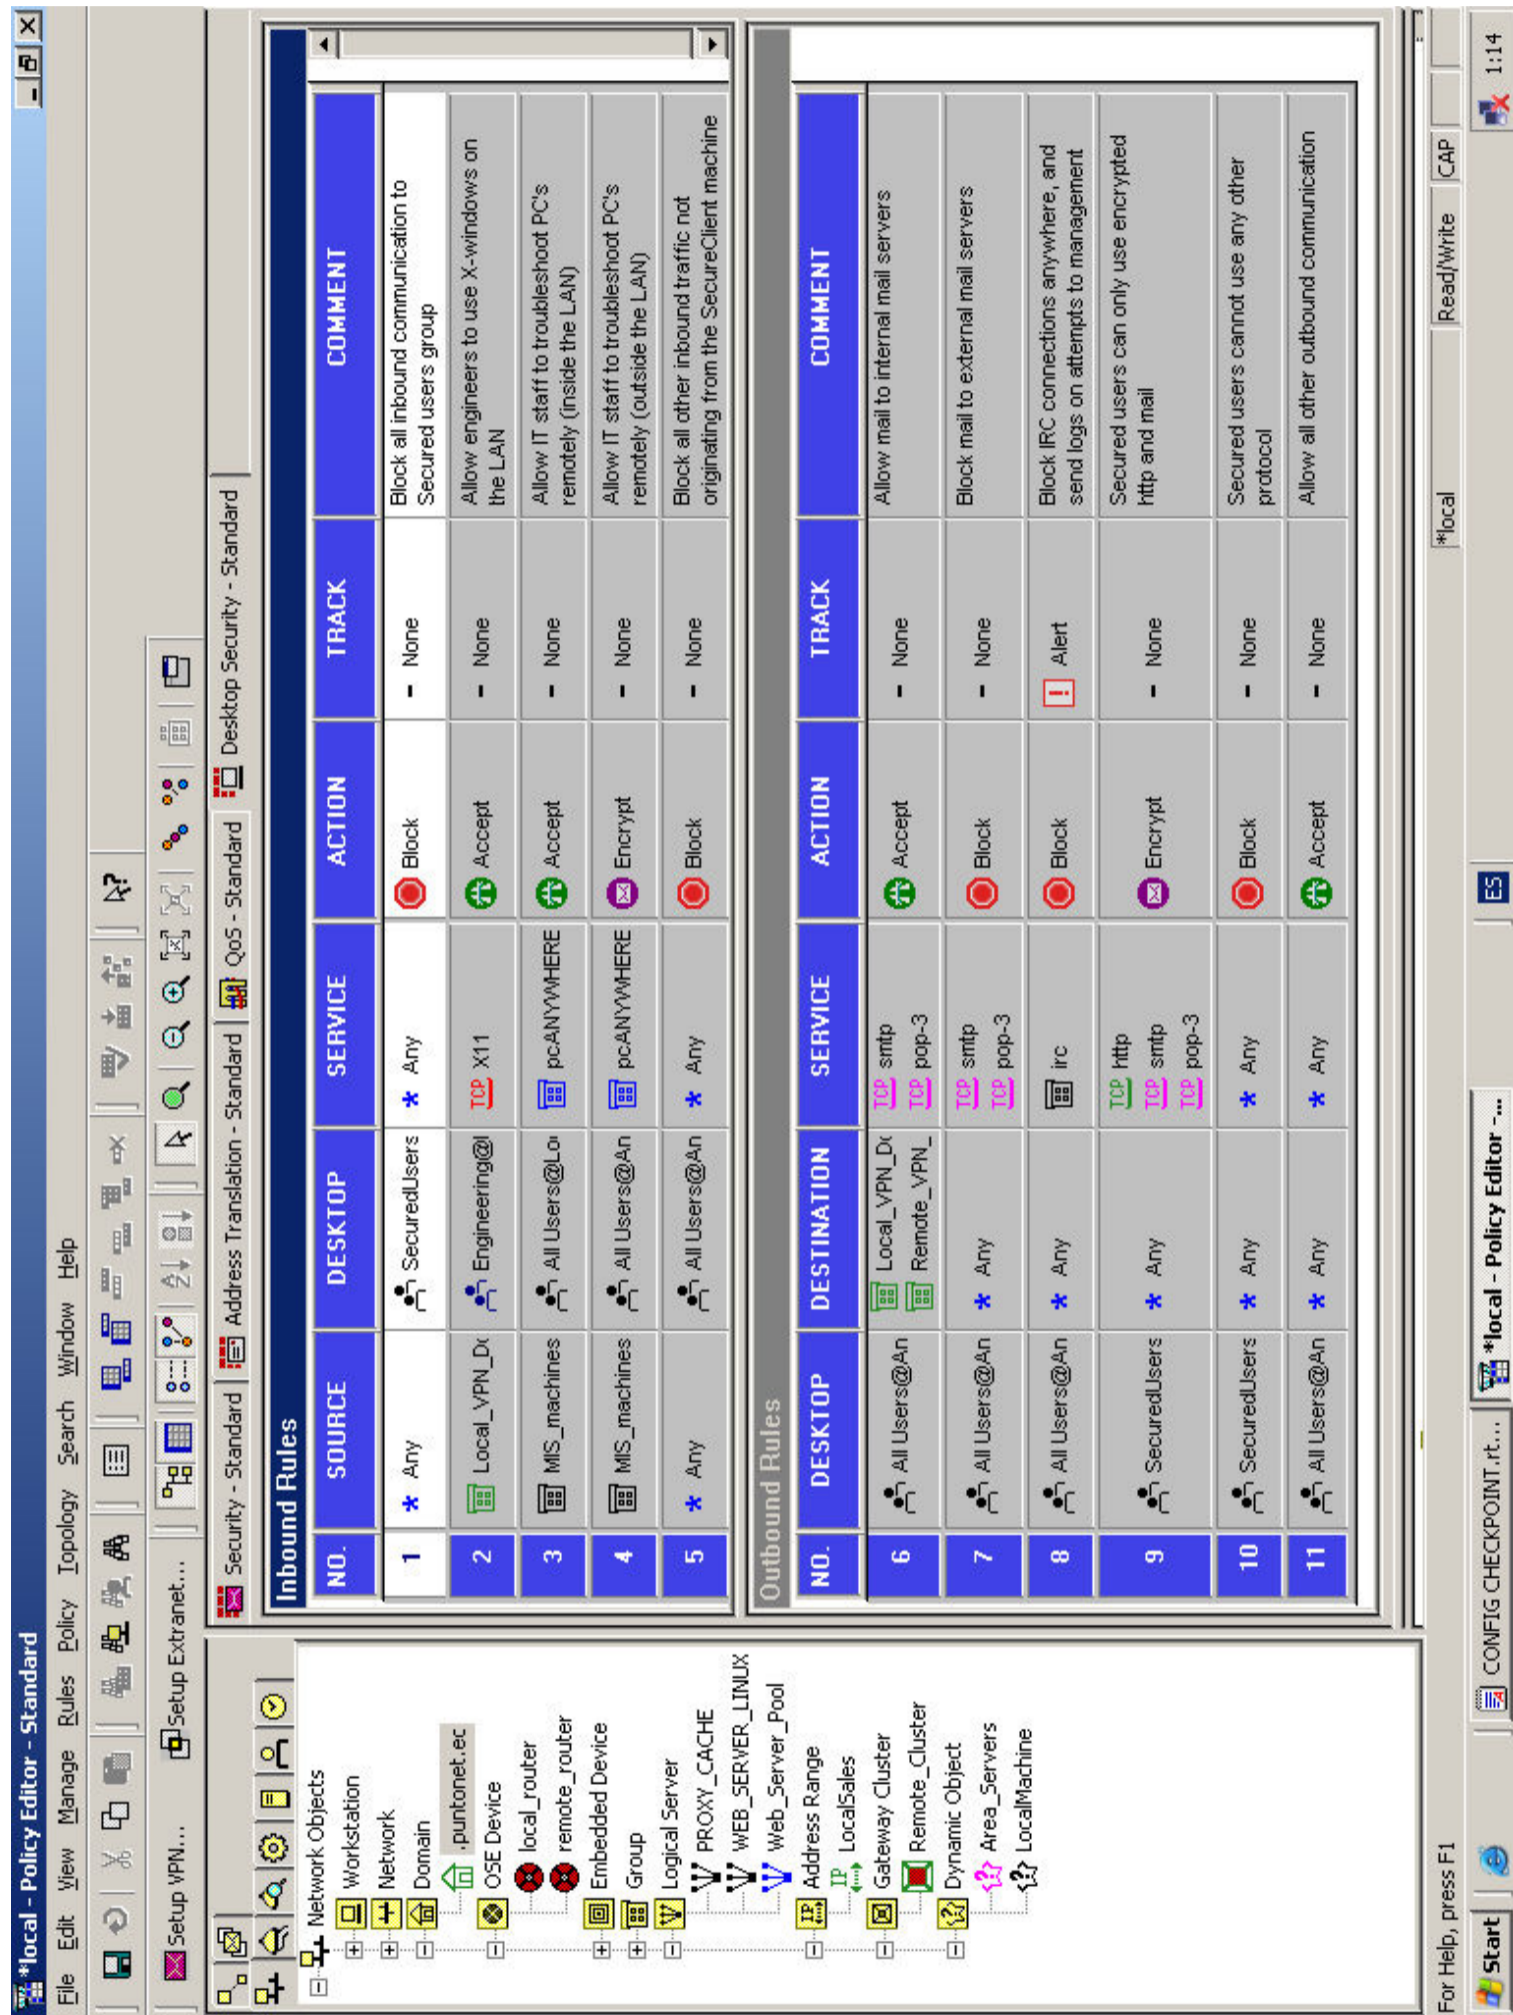 *local - Policy Editor - Standard
File Edit View Manage Rules Policy Topology Search Window Help
Setup VPN... Setup Extranet...
Security - Standard Address Translation - Standard QoS - Standard Desktop Security - Standard
Network Objects
Workstation
Network
Domain
.puntonet.ec
OSE Device
local_router
remote_router
Embedded Device
Group
Logical Server
PROXY_CACHE
WEB_SERVER_LINUX
Web_Server_Pool
Address Range
LocalSales
Gateway Cluster
Remote_Cluster
Dynamic Object
Area_Servers
LocalMachine
Inbound Rules
NO. SOURCE DESKTOP SERVICE ACTION TRACK COMMENT
1 * Any SecuredUsers * Any Block - None Block all inbound communication to
Secured users group
2 Local_VPN_Do Engineering@l TCP X11 Accept - None Allow engineers to use X-windows on
the LAN
3 MIS_machines All Users@Lo pcANYWHERE Accept - None Allow IT staff to troubleshoot PC's
remotely (inside the LAN)
4 MIS_machines All Users@An pcANYWHERE Encrypt - None Allow IT staff to troubleshoot PC's
remotely (outside the LAN)
5 * Any All Users@An * Any Block - None Block all other inbound traffic not
originating from the SecureClient machine
Outbound Rules
NO. DESKTOP DESTINATION SERVICE ACTION TRACK COMMENT
6 All Users@An Local_VPN_Do TCP smtp Accept - None Allow mail to internal mail servers
Remote_VPN_ TCP pop-3
7 All Users@An * Any TCP smtp Block - None Block mail to external mail servers
TCP pop-3
8 All Users@An * Any irc Block Alert Block IRC connections anywhere, and
send logs on attempts to management
9 SecuredUsers * Any TCP http Encrypt - None Secured users can only use encrypted
TCP smtp http and mail
TCP pop-3
10 SecuredUsers * Any * Any Block - None Secured users cannot use any other
protocol
11 All Users@An * Any * Any Accept - None Allow all other outbound communication
For Help, press F1 *local Read/Write CAP
Start CONFIG CHECKPOINT.rt... *local - Policy Editor -... ES 1:14